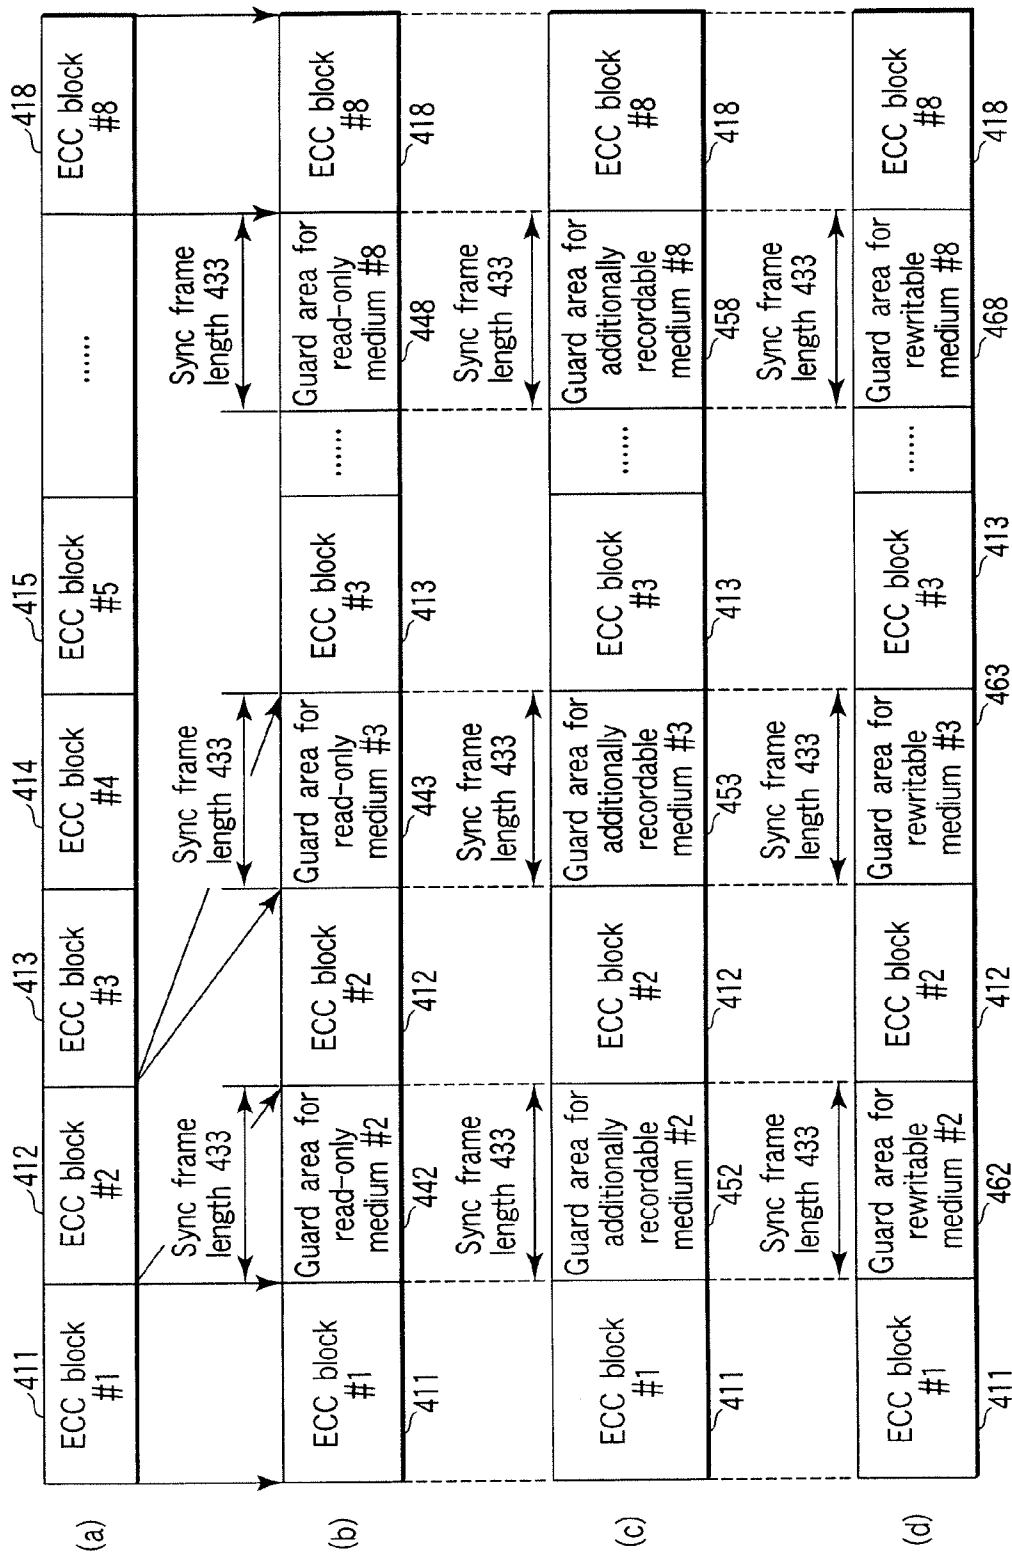 411
412
413
414
415
418
(a)
ECC block
#1
ECC block
#2
ECC block
#3
ECC block
#4
ECC block
#5
......
ECC block
#8
Sync frame
length 433
Sync frame
length 433
Sync frame
length 433
(b)
ECC block
#1
Guard area for
read-only
medium #2
ECC block
#2
Guard area for
read-only
medium #3
ECC block
#3
......
Guard area for
read-only
medium #8
ECC block
#8
411
442
412
443
413
448
418
Sync frame
length 433
Sync frame
length 433
Sync frame
length 433
(c)
ECC block
#1
Guard area for
additionally
recordable
medium #2
ECC block
#2
Guard area for
additionally
recordable
medium #3
ECC block
#3
......
Guard area for
additionally
recordable
medium #8
ECC block
#8
411
452
412
453
413
458
418
Sync frame
length 433
Sync frame
length 433
Sync frame
length 433
(d)
ECC block
#1
Guard area for
rewritable
medium #2
ECC block
#2
Guard area for
rewritable
medium #3
ECC block
#3
......
Guard area for
rewritable
medium #8
ECC block
#8
411
462
412
463
413
468
418